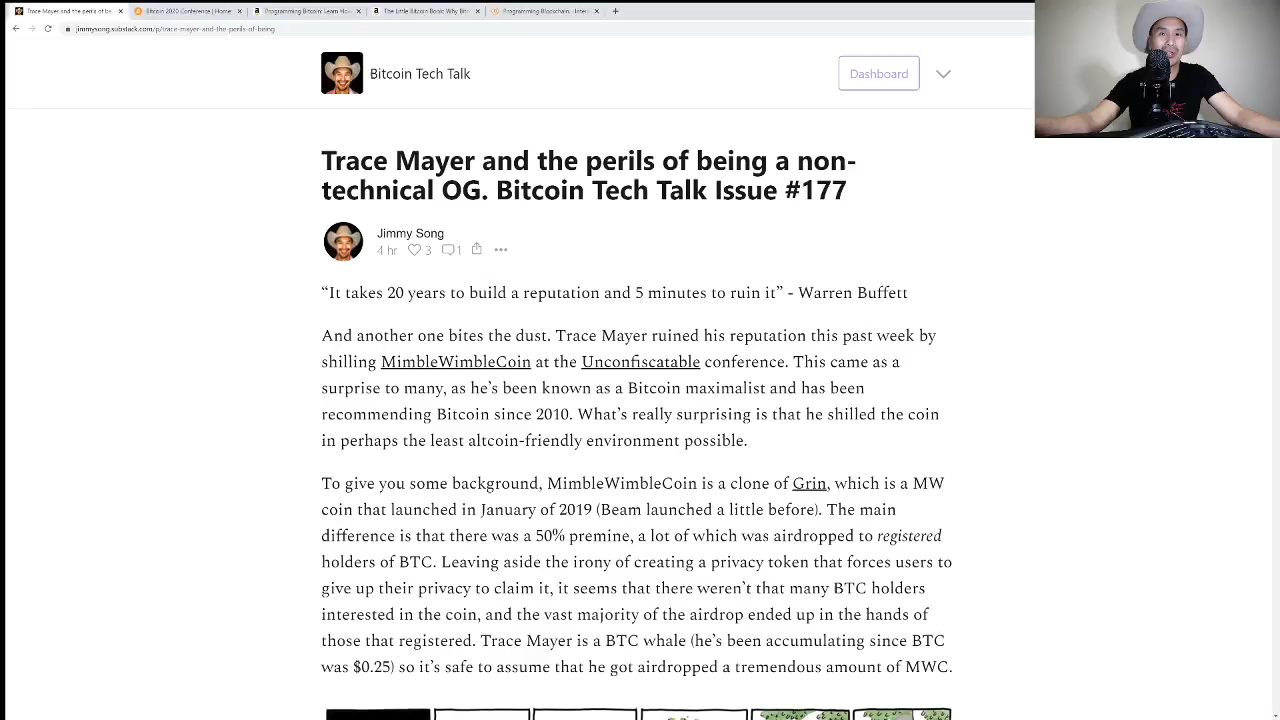 Trace Mayer and the perils of be
Bitcoin 2020 Conference | Home
Programming Bitcoin: Learn How
The Little Bitcoin Book: Why Bitc
Programming Blockchain. · Inter
jimmysong.substack.com/p/trace-mayer-and-the-perils-of-being
Bitcoin Tech Talk
Dashboard
Trace Mayer and the perils of being a non-
technical OG. Bitcoin Tech Talk Issue #177
Jimmy Song
4 hr 3 1
“It takes 20 years to build a reputation and 5 minutes to ruin it” - Warren Buffett
And another one bites the dust. Trace Mayer ruined his reputation this past week by
shilling MimbleWimbleCoin at the Unconfiscatable conference. This came as a
surprise to many, as he’s been known as a Bitcoin maximalist and has been
recommending Bitcoin since 2010. What’s really surprising is that he shilled the coin
in perhaps the least altcoin-friendly environment possible.
To give you some background, MimbleWimbleCoin is a clone of Grin, which is a MW
coin that launched in January of 2019 (Beam launched a little before). The main
difference is that there was a 50% premine, a lot of which was airdropped to registered
holders of BTC. Leaving aside the irony of creating a privacy token that forces users to
give up their privacy to claim it, it seems that there weren’t that many BTC holders
interested in the coin, and the vast majority of the airdrop ended up in the hands of
those that registered. Trace Mayer is a BTC whale (he’s been accumulating since BTC
was $0.25) so it’s safe to assume that he got airdropped a tremendous amount of MWC.